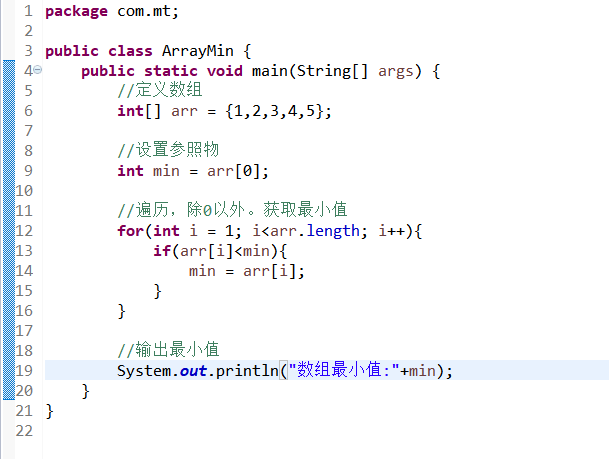 1 package com.mt;
2
3 public class ArrayMin {
4 public static void main(String[] args) {
5 //定义数组
6 int[] arr = {1,2,3,4,5};
7
8 //设置参照物
9 int min = arr[0];
10
11 //遍历，除0以外。获取最小值
12 for(int i = 1; i<arr.length; i++){
13 if(arr[i]<min){
14 min = arr[i];
15 }
16 }
17
18 //输出最小值
19 System.out.println("数组最小值:"+min);
20 }
21 }
22